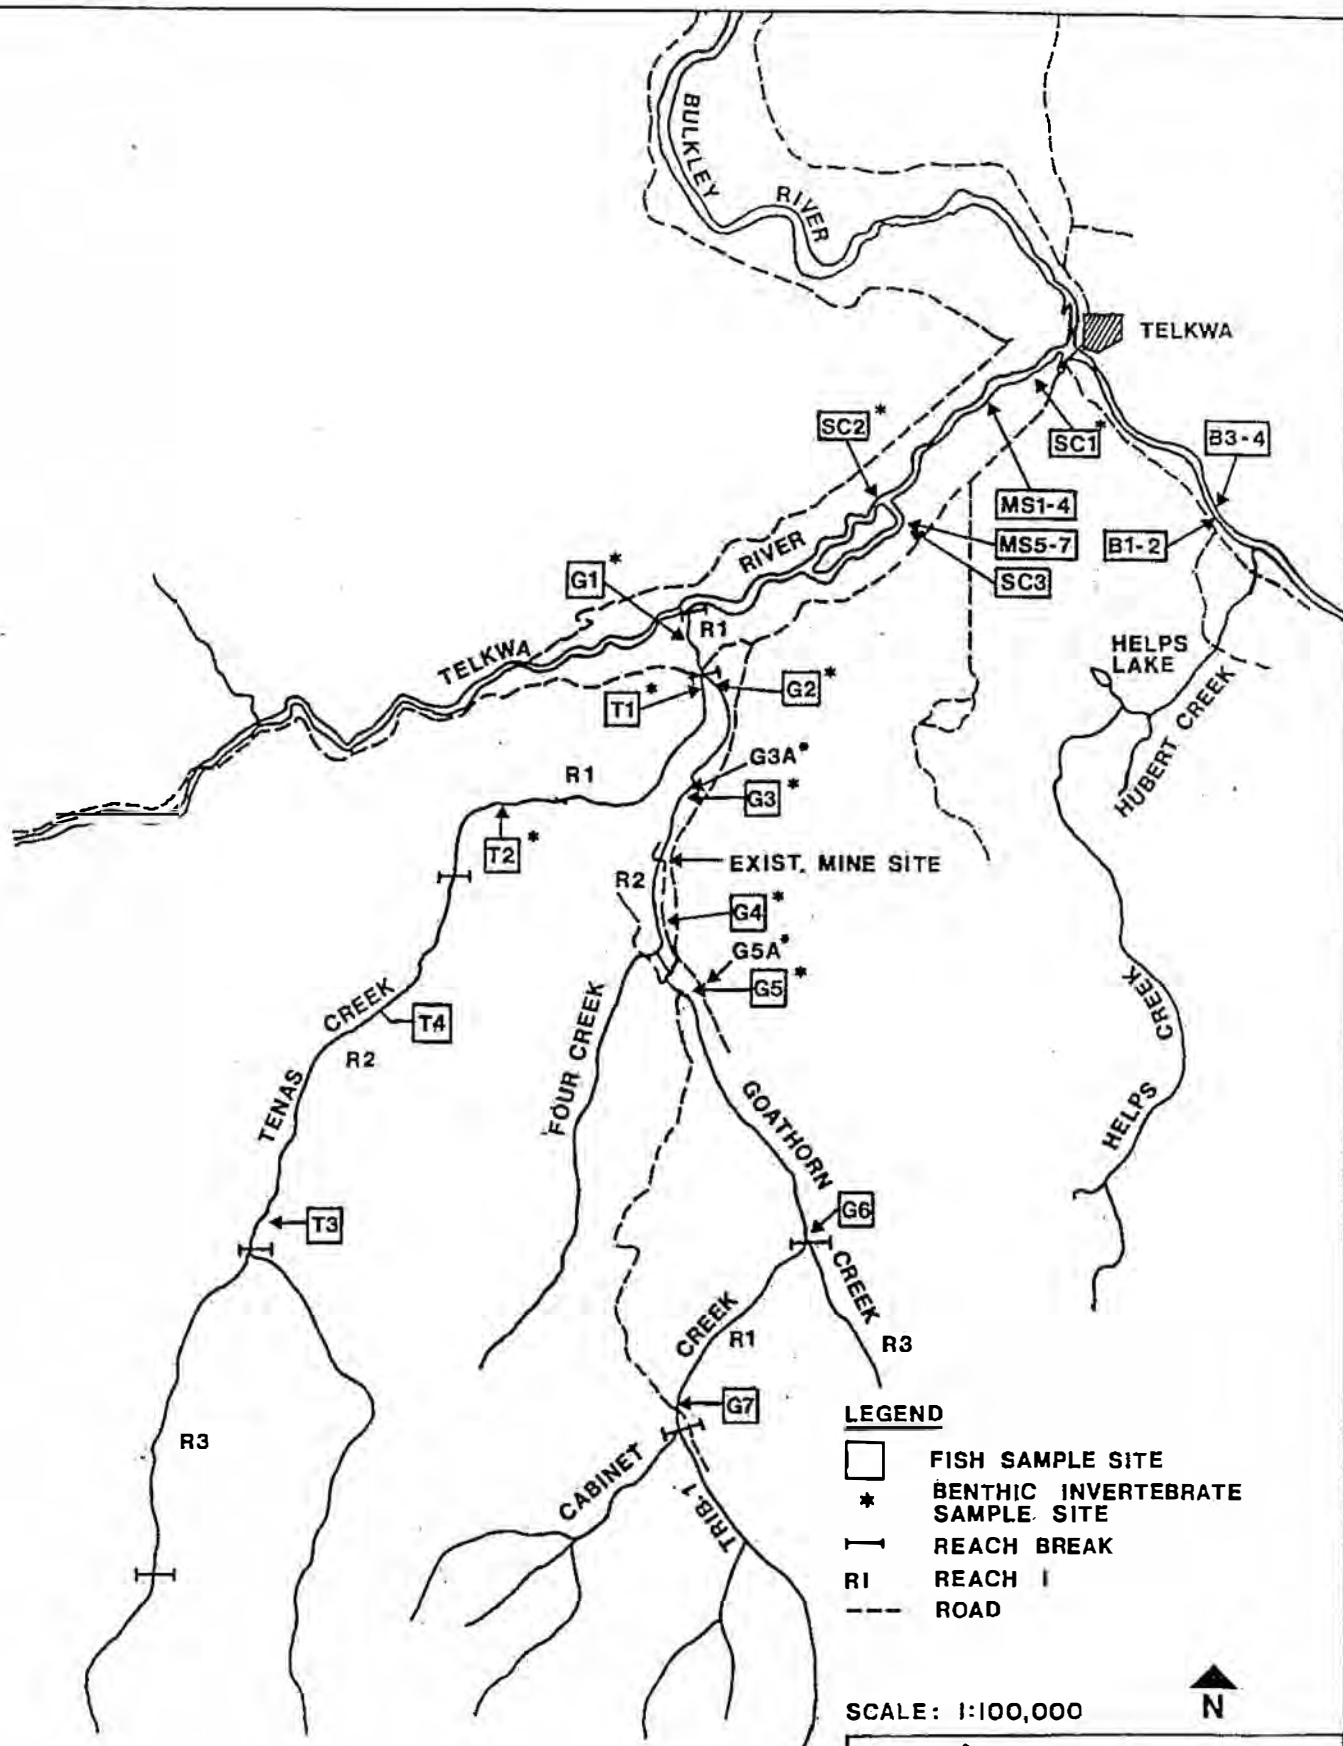 BULKLEY
RIVER
TELKWA
SC2 *
SC1 *
B3-4
MS1-4
MS5-7
B1-2
SC3
RIVER
G1 *
R1
TELKWA
HELPS
LAKE
T1 *
G2 *
HUBERT CREEK
G3A *
R1
G3 *
T2 *
EXIST. MINE SITE
R2
G4 *
G5A *
G5 *
CREEK
T4
R2
TENAS
FOUR CREEK
GOATHORN
CREEK
HELPS
T3
G6
CREEK
CREEK
R1
R3
G7
R3
CABINET
TRIB.1
LEGEND
FISH SAMPLE SITE
* BENTHIC INVERTEBRATE
SAMPLE SITE
REACH BREAK
R1 REACH 1
ROAD
SCALE: 1:100,000
N